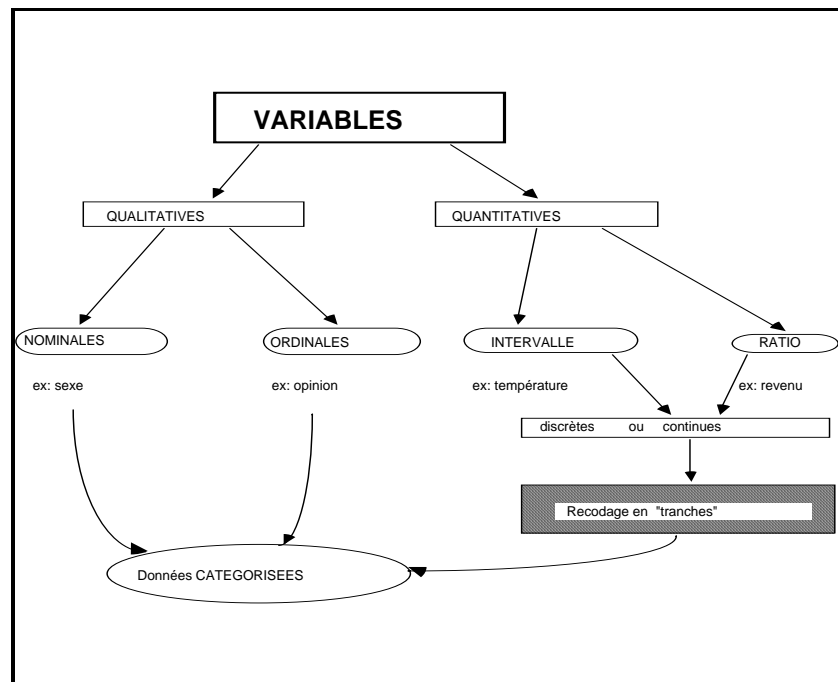 VARIABLES
QUALITATIVES
QUANTITATIVES
NOMINALES
ORDINALES
INTERVALLE
RATIO
ex: sexe
ex: opinion
ex: température
ex: revenu
discrètes ou continues
Recodage en "tranches"
Données CATEGORISEES